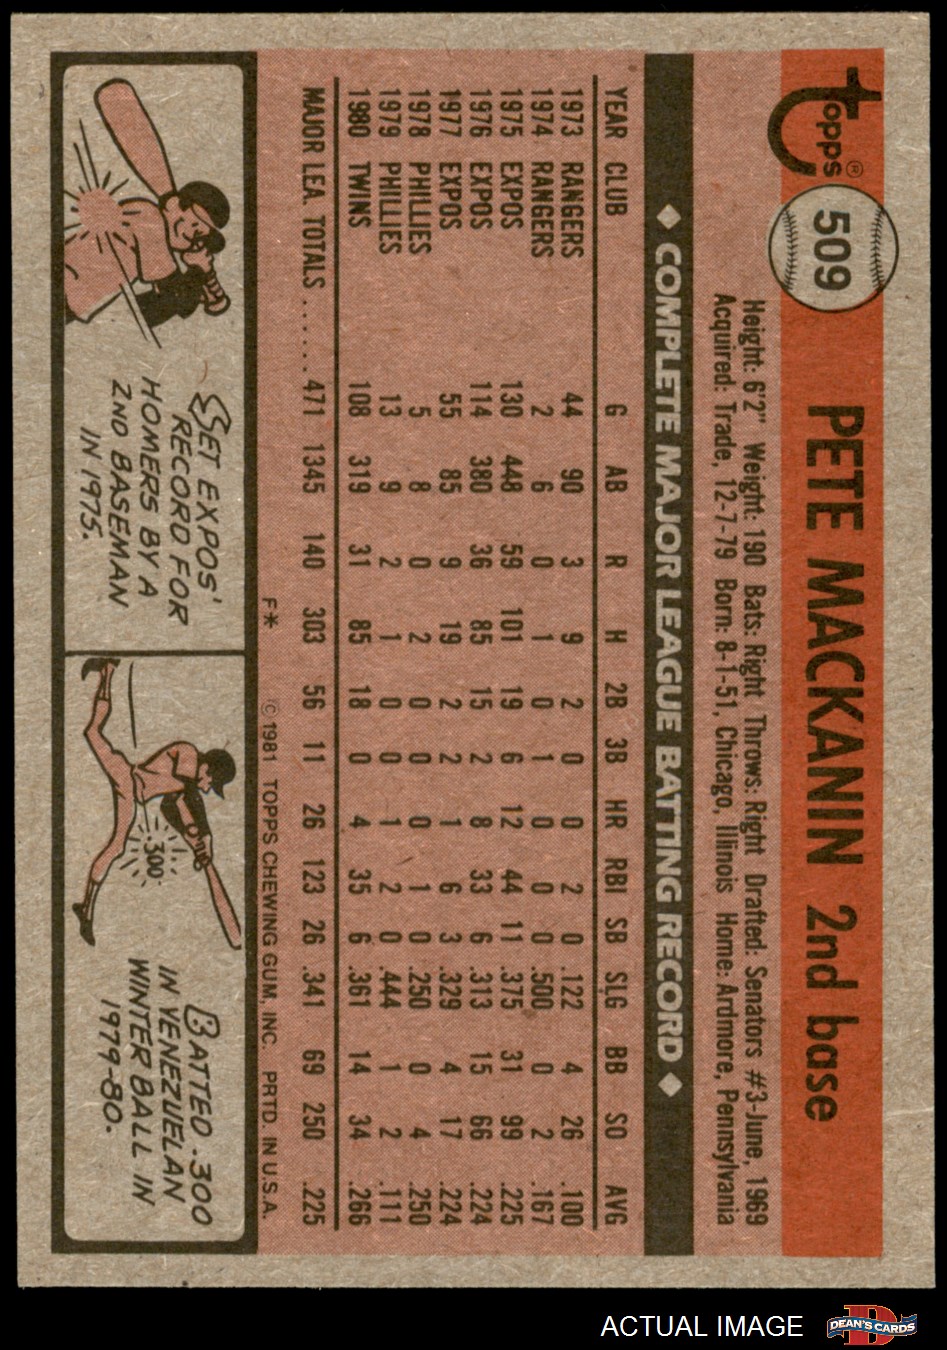 Topps® 509 PETE MACKANIN 2nd base
Height: 6'2" Weight: 190 Bats: Right Throws: Right Drafted: Senators #3-June, 1969
Acquired: Trade, 12-7-79 Born: 8-1-51, Chicago, Illinois Home: Ardmore, Pennsylvania
◆ COMPLETE MAJOR LEAGUE BATTING RECORD ◆
YEAR CLUB G AB R H 2B 3B HR RBI SB SLG BB SO AVG
1973 RANGERS 44 90 3 9 2 0 0 2 0 .122 4 26 .100
1974 RANGERS 2 6 0 1 0 1 0 0 0 .500 0 2 .167
1975 EXPOS 130 448 59 101 19 6 12 44 11 .375 31 99 .225
1976 EXPOS 114 380 36 85 15 2 8 33 6 .313 15 66 .224
1977 EXPOS 55 85 9 19 2 2 1 6 3 .329 4 17 .224
1978 PHILLIES 5 8 0 2 0 0 0 1 0 .250 0 4 .250
1979 PHILLIES 13 9 2 1 0 0 1 2 0 .444 1 2 .111
1980 TWINS 108 319 31 85 18 0 4 35 6 .361 14 34 .266
MAJOR LEA. TOTALS ..... 471 1345 140 303 56 11 26 123 26 .341 69 250 .225
F* © 1981 TOPPS CHEWING GUM, INC. PRTD. IN U.S.A.
SET EXPOS'
RECORD FOR
HOMERS BY A
2ND BASEMAN
IN 1975.
.300
BATTED .300
IN VENEZUELAN
WINTER BALL IN
1979-80.
ACTUAL IMAGE
D
DEAN'S CARDS